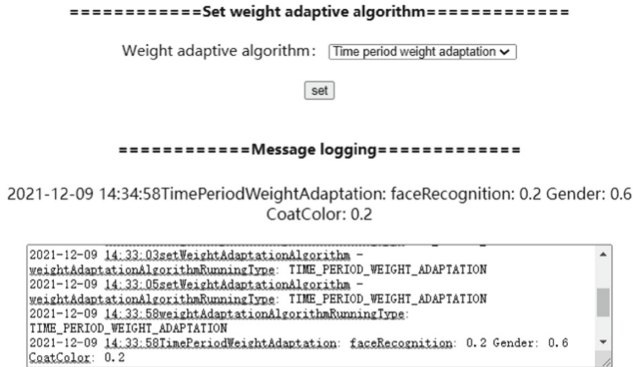 ============Set weight adaptive algorithm=============
Weight adaptive algorithm: Time period weight adaptation
set
============Message logging=============
2021-12-09 14:34:58TimePeriodWeightAdaptation: faceRecognition: 0.2 Gender: 0.6
CoatColor: 0.2
2021-12-09 14:33:03setWeightAdaptationAlgorithm -
weightAdaptationAlgorithmRunningType: TIME_PERIOD_WEIGHT_ADAPTATION
2021-12-09 14:33:05setWeightAdaptationAlgorithm -
weightAdaptationAlgorithmRunningType: TIME_PERIOD_WEIGHT_ADAPTATION
2021-12-09 14:33:58weightAdaptationAlgorithmRunningType:
TIME_PERIOD_WEIGHT_ADAPTATION
2021-12-09 14:33:58TimePeriodWeightAdaptation: faceRecognition: 0.2 Gender: 0.6
CoatColor: 0.2